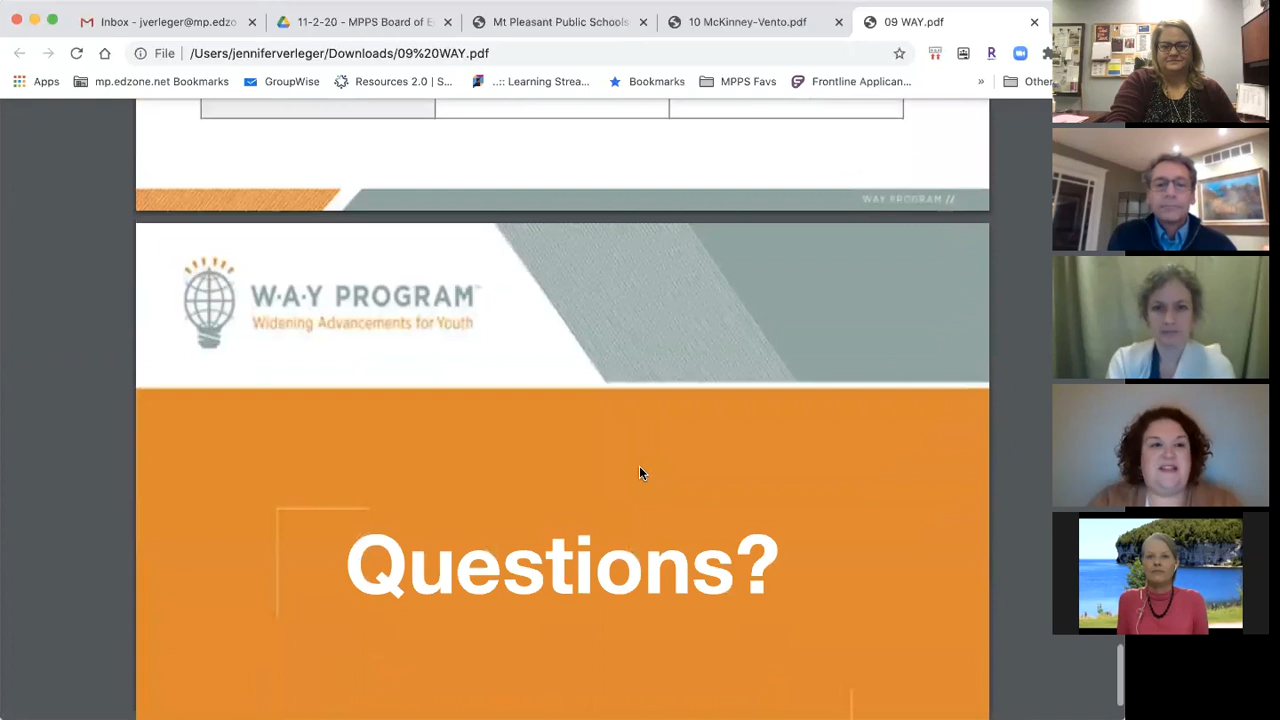 Inbox - jverleger@mp.edzo
11-2-20 - MPPS Board of E
Mt Pleasant Public Schools
10 McKinney-Vento.pdf
09 WAY.pdf
File
/Users/jenniferverleger/Downloads/09%20WAY.pdf
Apps
mp.edzone.net Bookmarks
GroupWise
Resources 2.0 | S...
..:: Learning Strea...
Bookmarks
MPPS Favs
Frontline Applican...
»
Other
WAY PROGRAM //
W·A·Y PROGRAM™
Widening Advancements for Youth
Questions?